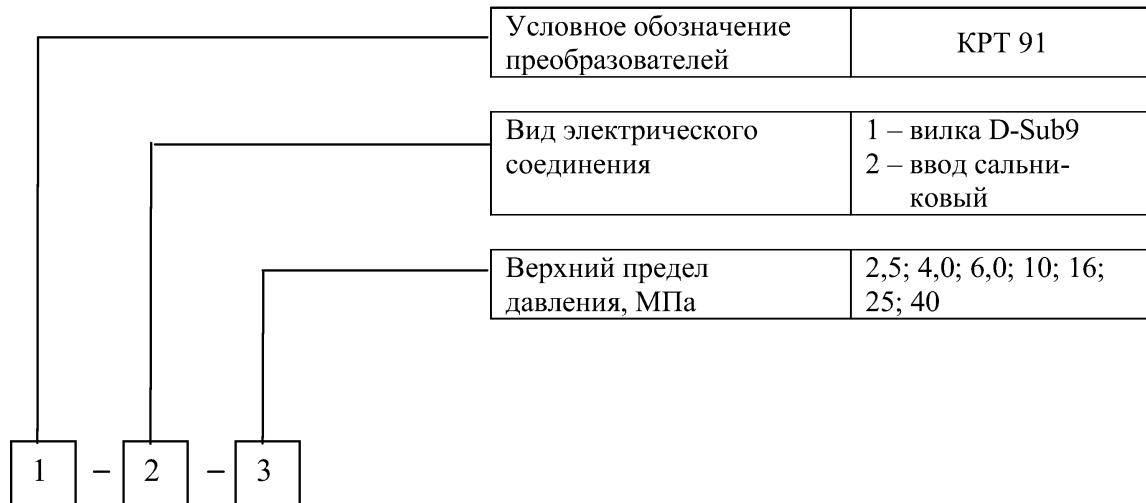 Условное обозначение
преобразователей
КРТ 91
Вид электрического
соединения
1 – вилка D-Sub9
2 – ввод сальни-
ковый
Верхний предел
давления, МПа
2,5; 4,0; 6,0; 10; 16;
25; 40
1 – 2 – 3